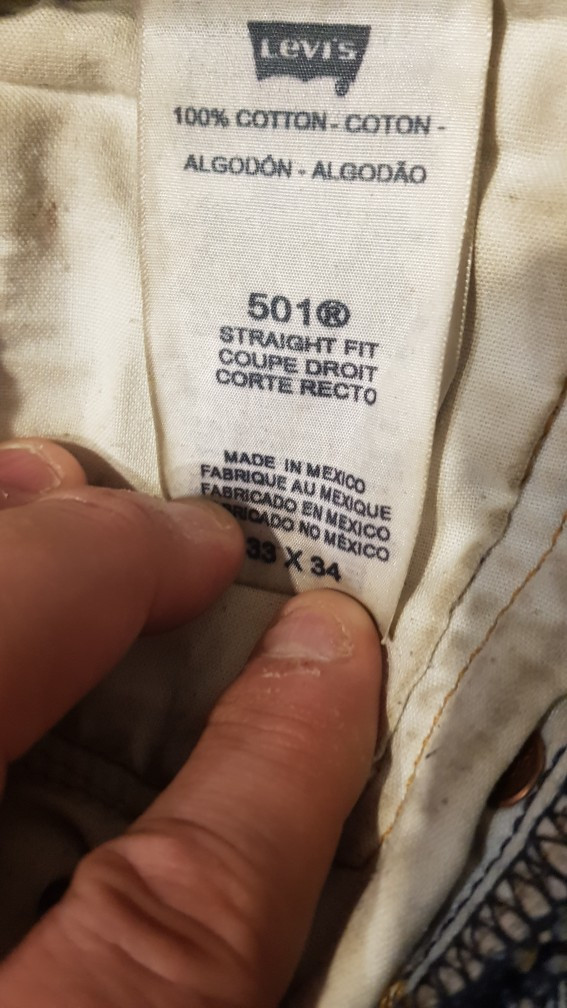 Levi's
100% COTTON - COTON -
ALGODÓN - ALGODÃO
501®
STRAIGHT FIT
COUPE DROIT
CORTE RECTO
MADE IN MEXICO
FABRIQUE AU MEXIQUE
FABRICADO EN MEXICO
NO MÉXICO
33 X 34